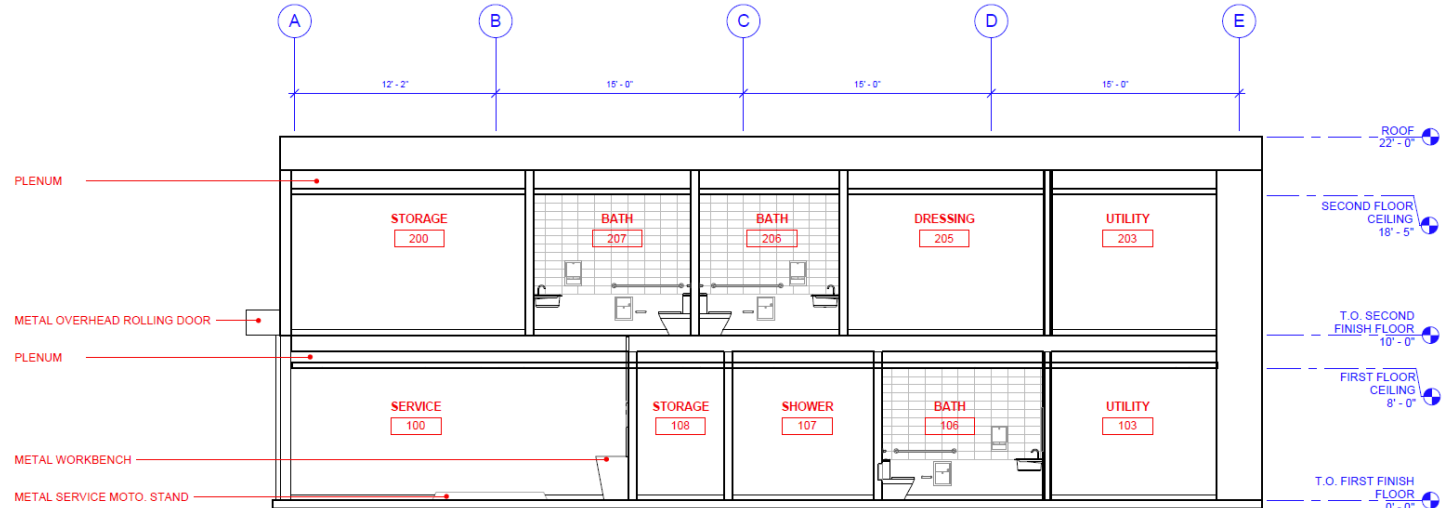 A
B
C
D
E
12' - 2"
15' - 0"
15' - 0"
15' - 0"
ROOF
22' - 0"
PLENUM
SECOND FLOOR
CEILING
18' - 5"
STORAGE
200
BATH
207
BATH
206
DRESSING
205
UTILITY
203
METAL OVERHEAD ROLLING DOOR
T.O. SECOND
FINISH FLOOR
10' - 0"
PLENUM
FIRST FLOOR
CEILING
8' - 0"
SERVICE
100
STORAGE
108
SHOWER
107
BATH
106
UTILITY
103
METAL WORKBENCH
METAL SERVICE MOTO. STAND
T.O. FIRST FINISH
FLOOR
0' - 0"